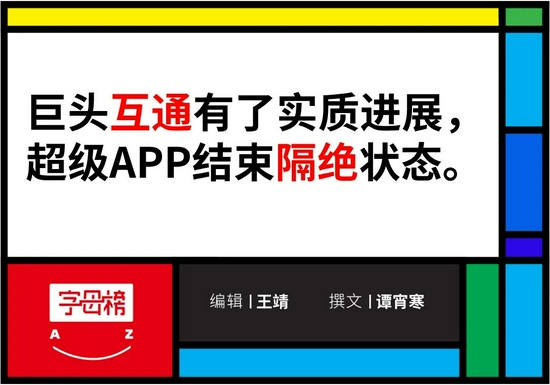 巨头互通有了实质进展，
超级APP结束隔绝状态。
字母榜
A Z
编辑 | 王靖 撰文 | 谭宵寒